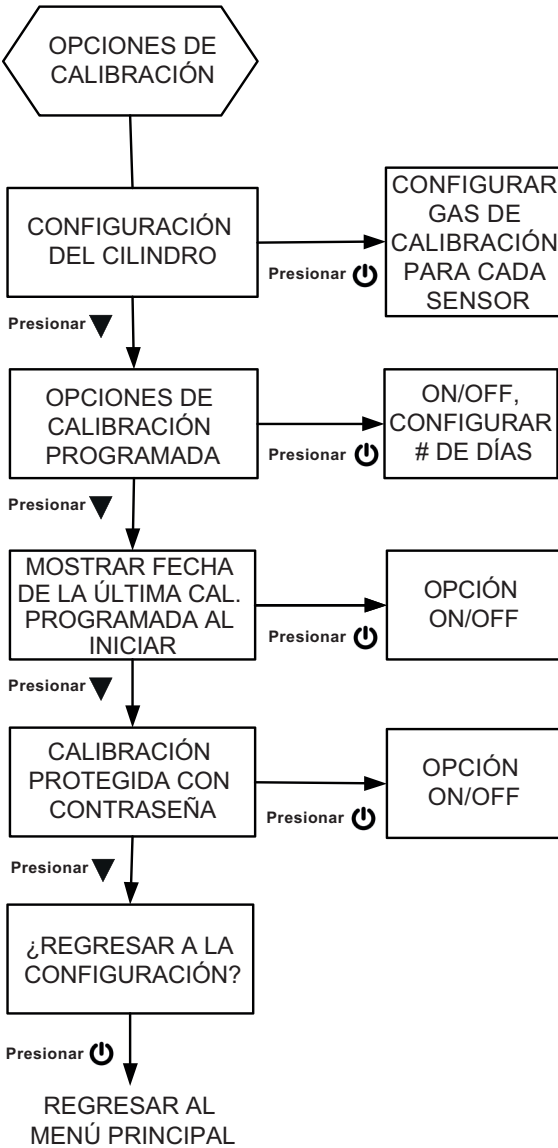 OPCIONES DE
CALIBRACIÓN
CONFIGURACIÓN
DEL CILINDRO
Presionar
CONFIGURAR
GAS DE
CALIBRACIÓN
PARA CADA
SENSOR
Presionar
OPCIONES DE
CALIBRACIÓN
PROGRAMADA
Presionar
ON/OFF,
CONFIGURAR
# DE DÍAS
Presionar
MOSTRAR FECHA
DE LA ÚLTIMA CAL.
PROGRAMADA AL
INICIAR
Presionar
OPCIÓN
ON/OFF
Presionar
CALIBRACIÓN
PROTEGIDA CON
CONTRASEÑA
Presionar
OPCIÓN
ON/OFF
Presionar
¿REGRESAR A LA
CONFIGURACIÓN?
Presionar
REGRESAR AL
MENÚ PRINCIPAL